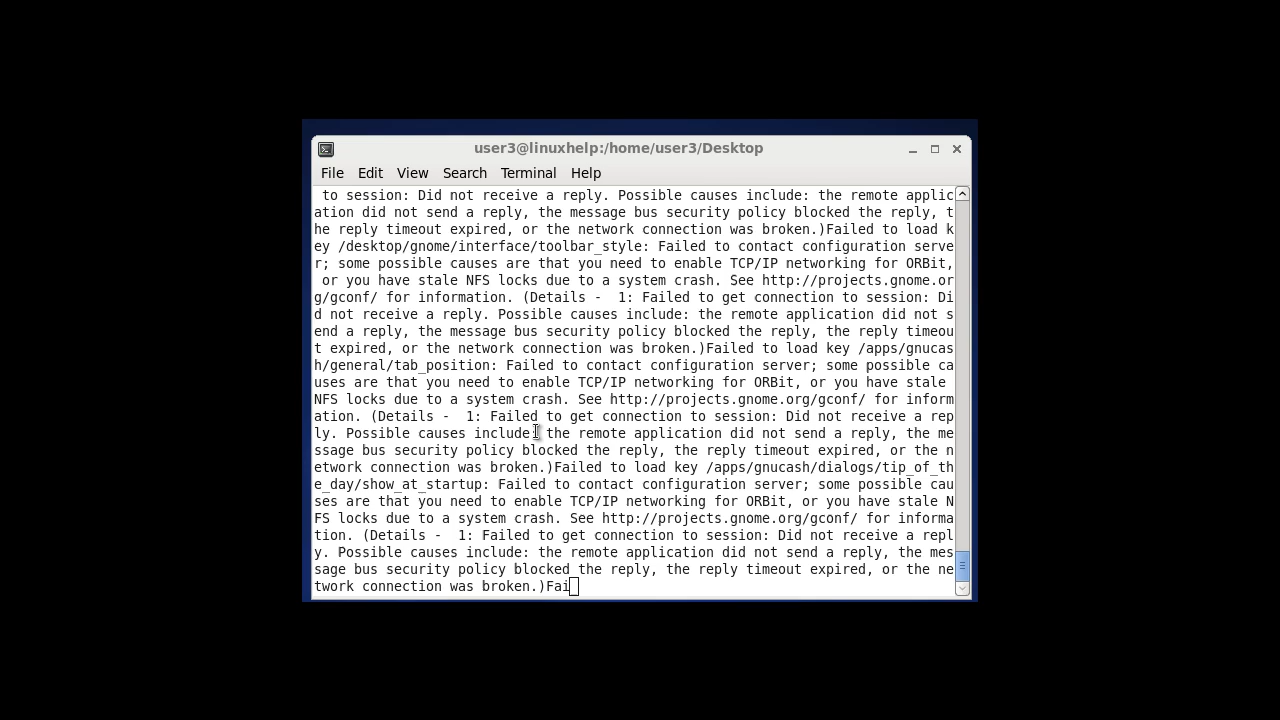 user3@linuxhelp:/home/user3/Desktop
File Edit View Search Terminal Help
to session: Did not receive a reply. Possible causes include: the remote applic
ation did not send a reply, the message bus security policy blocked the reply, t
he reply timeout expired, or the network connection was broken.)Failed to load k
ey /desktop/gnome/interface/toolbar_style: Failed to contact configuration serve
r; some possible causes are that you need to enable TCP/IP networking for ORBit,
or you have stale NFS locks due to a system crash. See http://projects.gnome.or
g/gconf/ for information. (Details -  1: Failed to get connection to session: Di
d not receive a reply. Possible causes include: the remote application did not s
end a reply, the message bus security policy blocked the reply, the reply timeou
t expired, or the network connection was broken.)Failed to load key /apps/gnucas
h/general/tab_position: Failed to contact configuration server; some possible ca
uses are that you need to enable TCP/IP networking for ORBit, or you have stale
NFS locks due to a system crash. See http://projects.gnome.org/gconf/ for inform
ation. (Details -  1: Failed to get connection to session: Did not receive a rep
ly. Possible causes include: the remote application did not send a reply, the me
ssage bus security policy blocked the reply, the reply timeout expired, or the n
etwork connection was broken.)Failed to load key /apps/gnucash/dialogs/tip_of_th
e_day/show_at_startup: Failed to contact configuration server; some possible cau
ses are that you need to enable TCP/IP networking for ORBit, or you have stale N
FS locks due to a system crash. See http://projects.gnome.org/gconf/ for informa
tion. (Details -  1: Failed to get connection to session: Did not receive a repl
y. Possible causes include: the remote application did not send a reply, the mes
sage bus security policy blocked the reply, the reply timeout expired, or the ne
twork connection was broken.)Fai